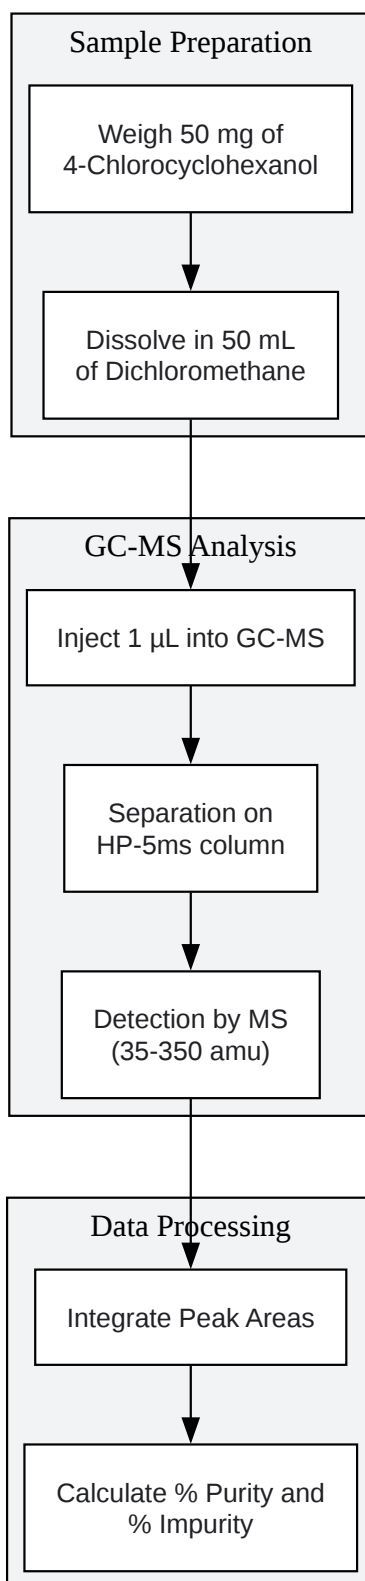 Sample Preparation
Weigh 50 mg of
4-Chlorocyclohexanol
Dissolve in 50 mL
of Dichloromethane
GC-MS Analysis
Inject 1 µL into GC-MS
Separation on
HP-5ms column
Detection by MS
(35-350 amu)
Data Processing
Integrate Peak Areas
Calculate % Purity and
% Impurity